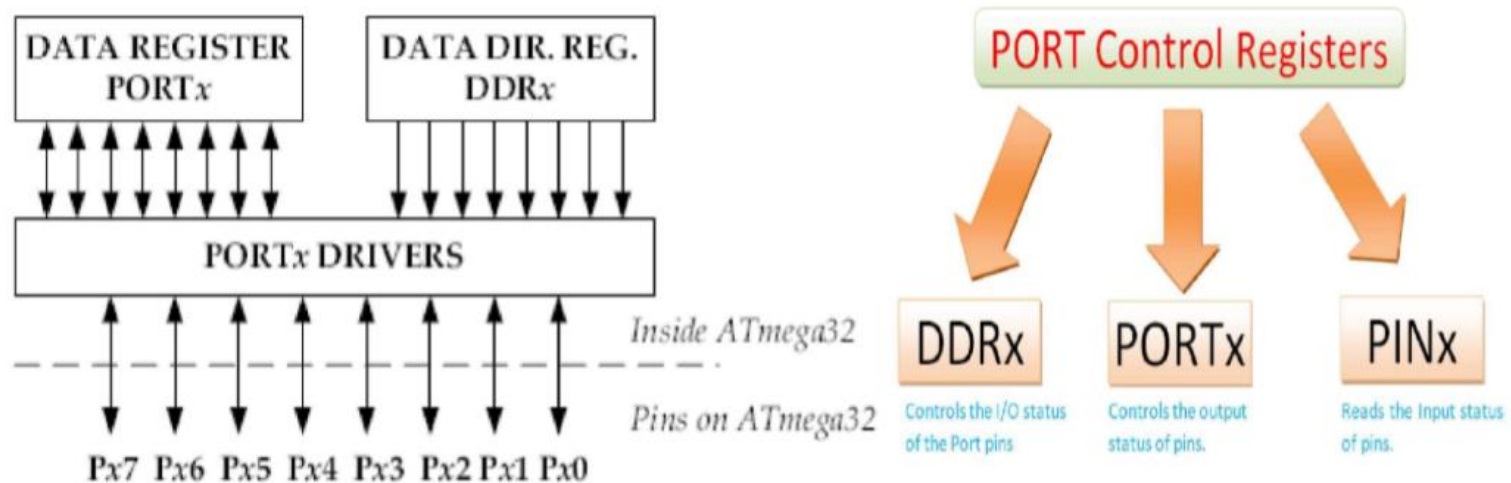 DATA REGISTER
PORTx
DATA DIR. REG.
DDRx
PORTx DRIVERS
Inside ATmega32
Pins on ATmega32
Px7 Px6 Px5 Px4 Px3 Px2 Px1 Px0
PORT Control Registers
DDRx
Controls the I/O status
of the Port pins
PORTx
Controls the output
status of pins.
PINx
Reads the Input status
of pins.